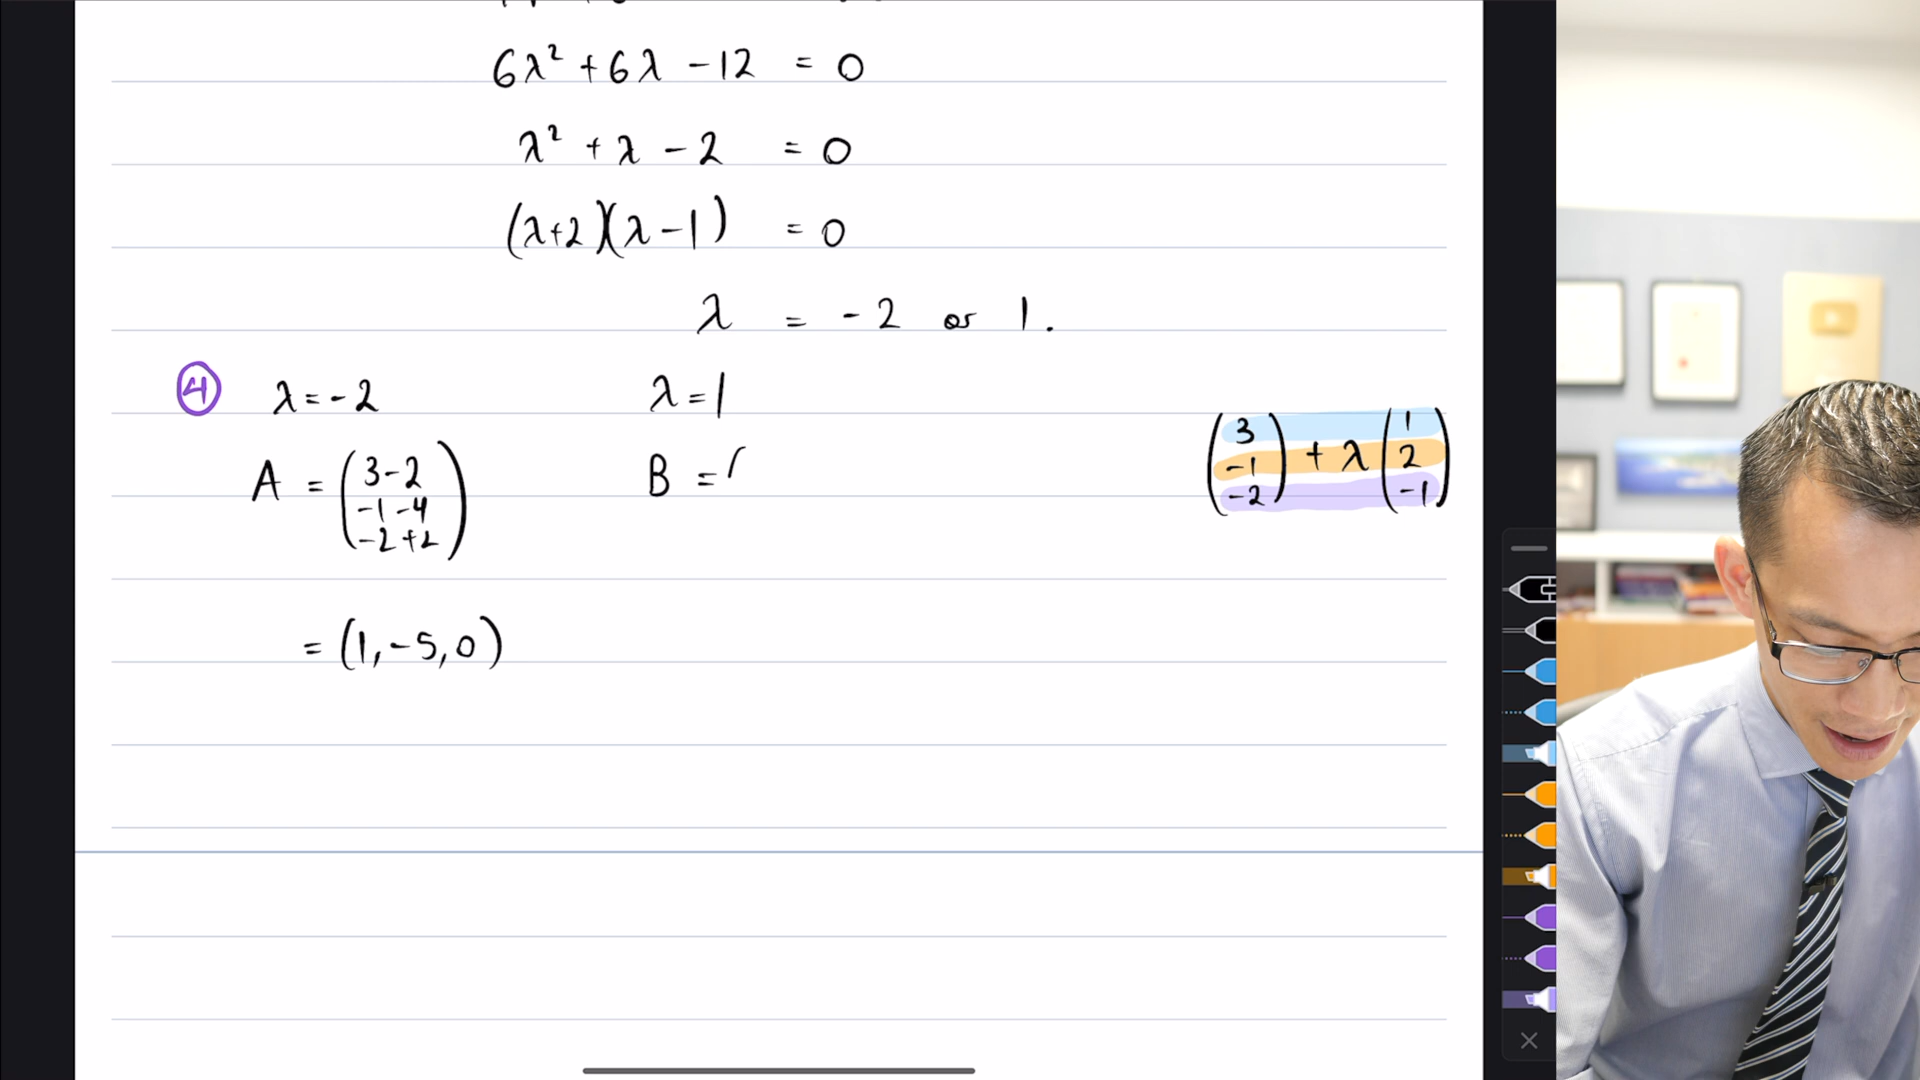 6λ² + 6λ - 12 = 0
λ² + λ - 2 = 0
(λ+2)(λ-1) = 0
λ = -2 or 1.
④ λ = -2 λ = 1
A = (3-2 -1-4 -2+2) B = (
(3 -1 -2) + λ (1 2 -1)
= (1, -5, 0)